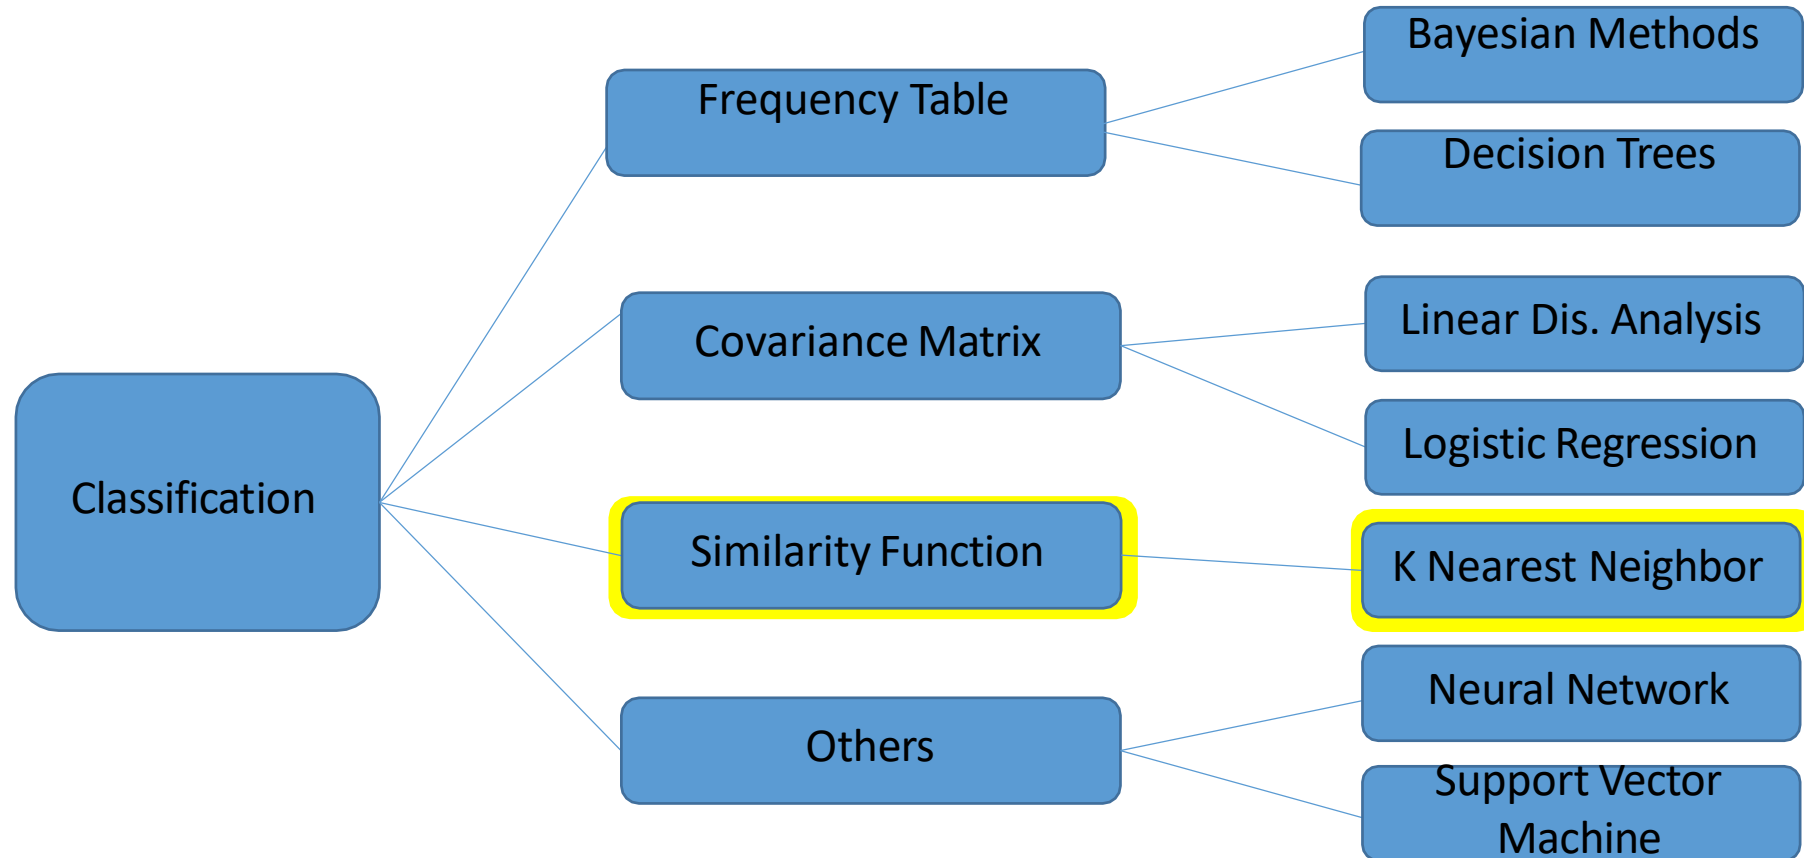 Classification
Frequency Table
Bayesian Methods
Decision Trees
Covariance Matrix
Linear Dis. Analysis
Logistic Regression
Similarity Function
K Nearest Neighbor
Others
Neural Network
Support Vector
Machine